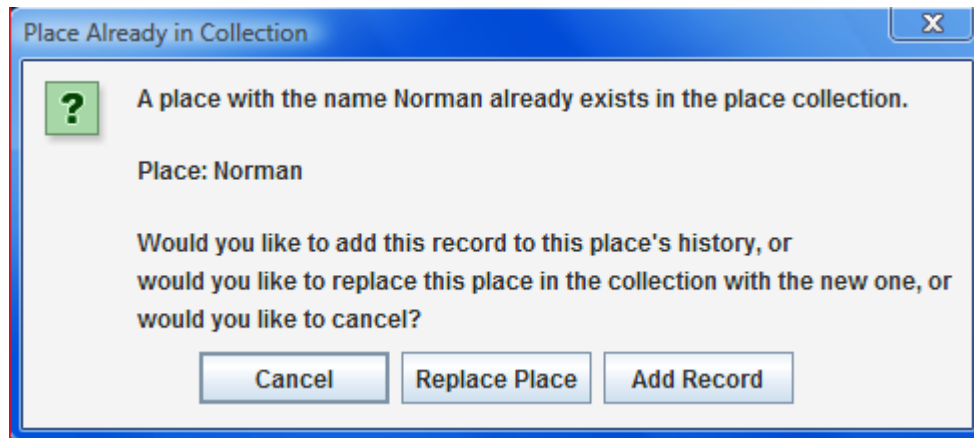 Place Already in Collection
A place with the name Norman already exists in the place collection.
Place: Norman
Would you like to add this record to this place's history, or
would you like to replace this place in the collection with the new one, or
would you like to cancel?
Cancel Replace Place Add Record